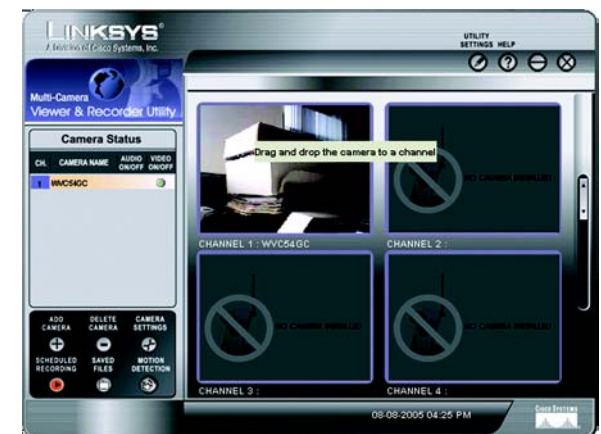 LINKSYS®
A Division of Cisco Systems, Inc.
UTILITY
SETTINGS HELP
Multi-Camera
Viewer & Recorder Utility
Camera Status
CH. CAMERA NAME AUDIO ON/OFF VIDEO ON/OFF
1 WVC54GC
Drag and drop the camera to a channel
NO CAMERA INSTALLED
CHANNEL 1 : WVC54GC
CHANNEL 2 :
NO CAMERA INSTALLED
NO CAMERA INSTALLED
CHANNEL 3 :
CHANNEL 4 :
ADD CAMERA
DELETE CAMERA
CAMERA SETTINGS
SCHEDULED RECORDING
SAVED FILES
MOTION DETECTION
08-08-2005 04:25 PM
CISCO SYSTEMS